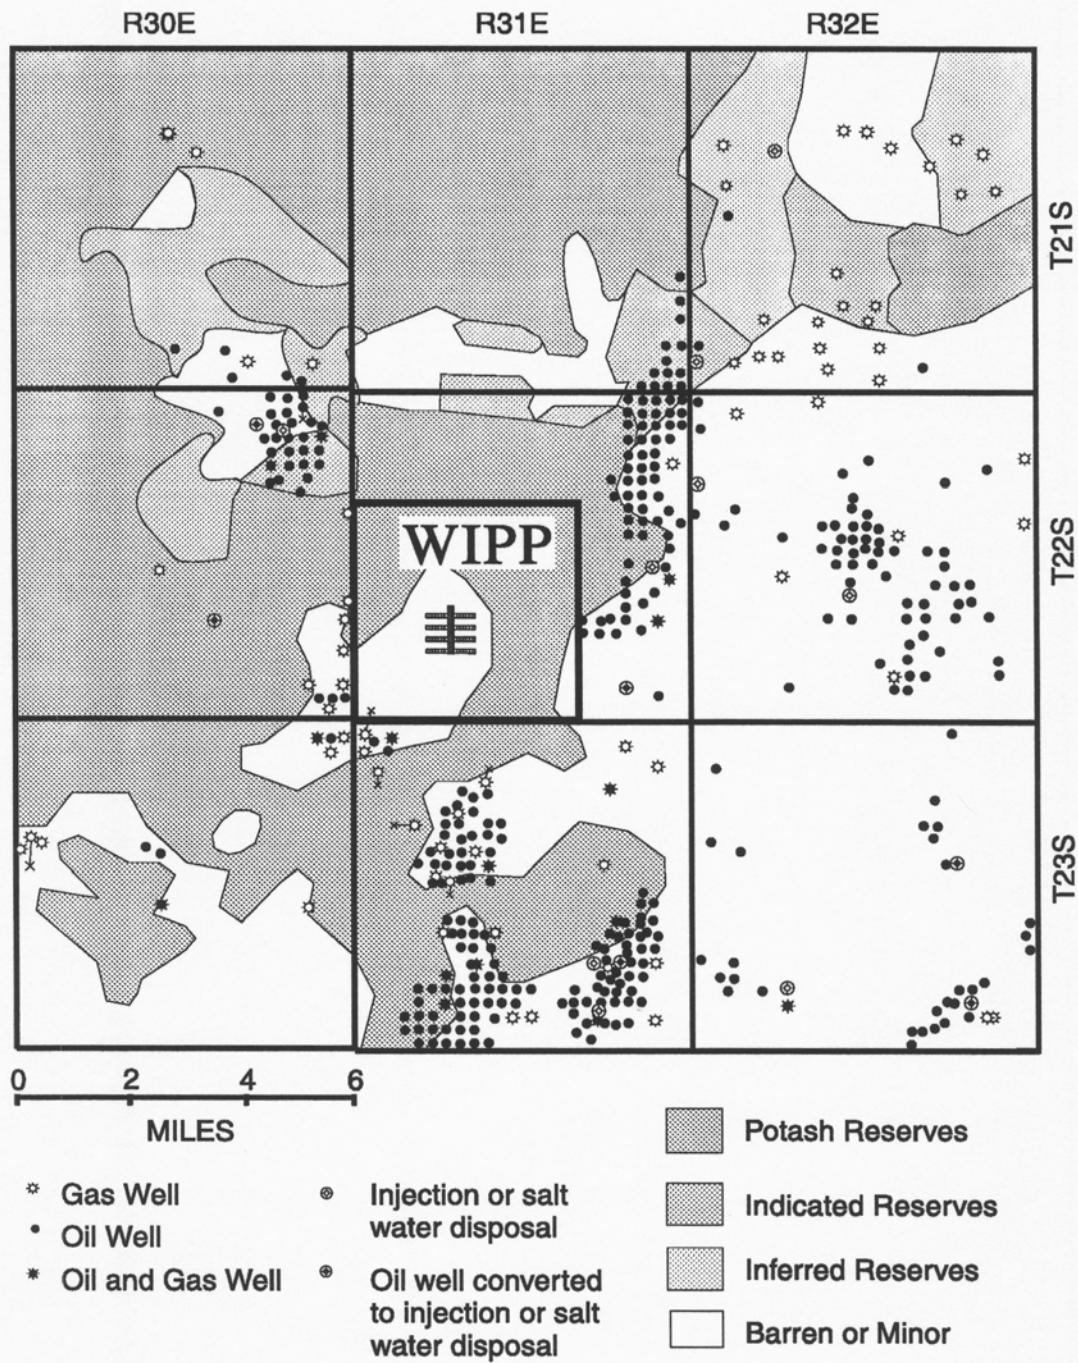 R30E R31E R32E
T21S
WIPP
T22S
T23S
0 2 4 6
MILES
Gas Well
Oil Well
Oil and Gas Well
Injection or salt
water disposal
Oil well converted
to injection or salt
water disposal
Potash Reserves
Indicated Reserves
Inferred Reserves
Barren or Minor